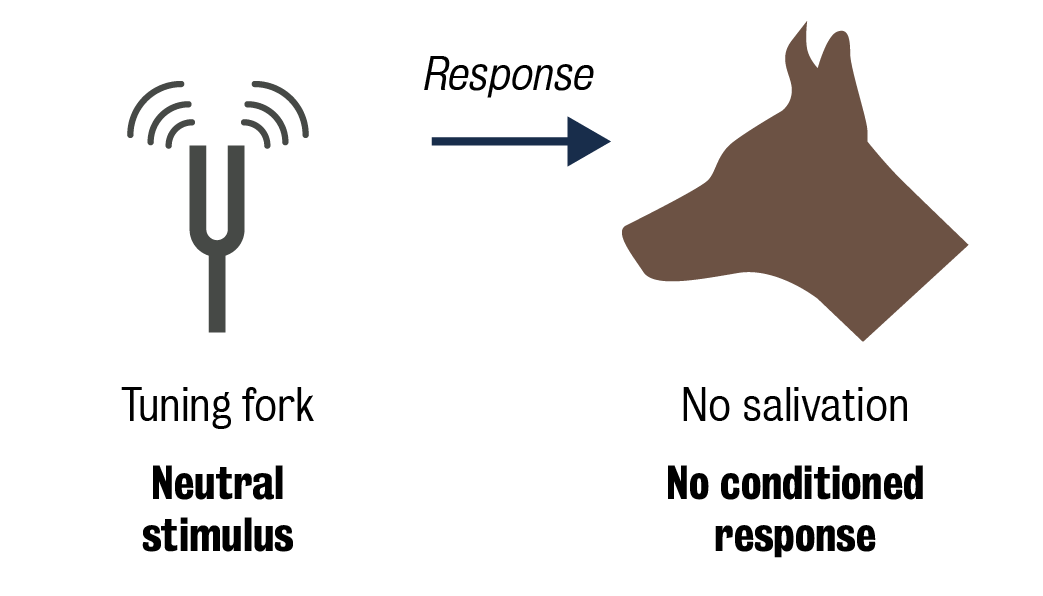 Response
Tuning fork
No salivation
Neutral
stimulus
No conditioned
response